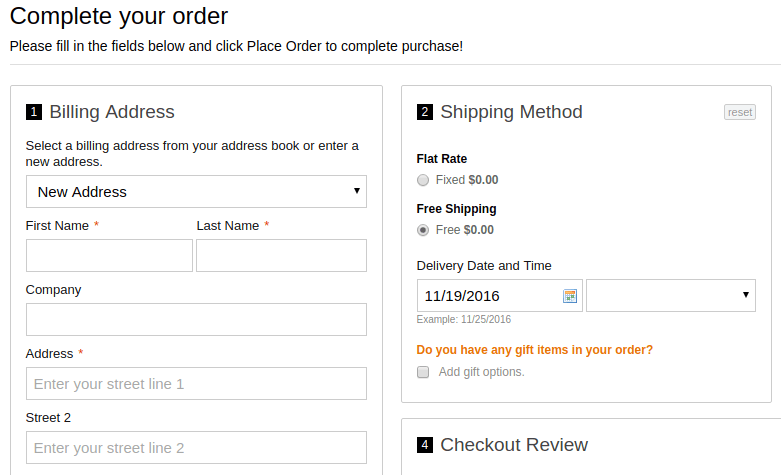 Complete your order
Please fill in the fields below and click Place Order to complete purchase!
1 Billing Address
Select a billing address from your address book or enter a
new address.
New Address
First Name *
Last Name *
Company
Address *
Enter your street line 1
Street 2
Enter your street line 2
2 Shipping Method
reset
Flat Rate
Fixed $0.00
Free Shipping
Free $0.00
Delivery Date and Time
11/19/2016
Example: 11/25/2016
Do you have any gift items in your order?
Add gift options.
4 Checkout Review